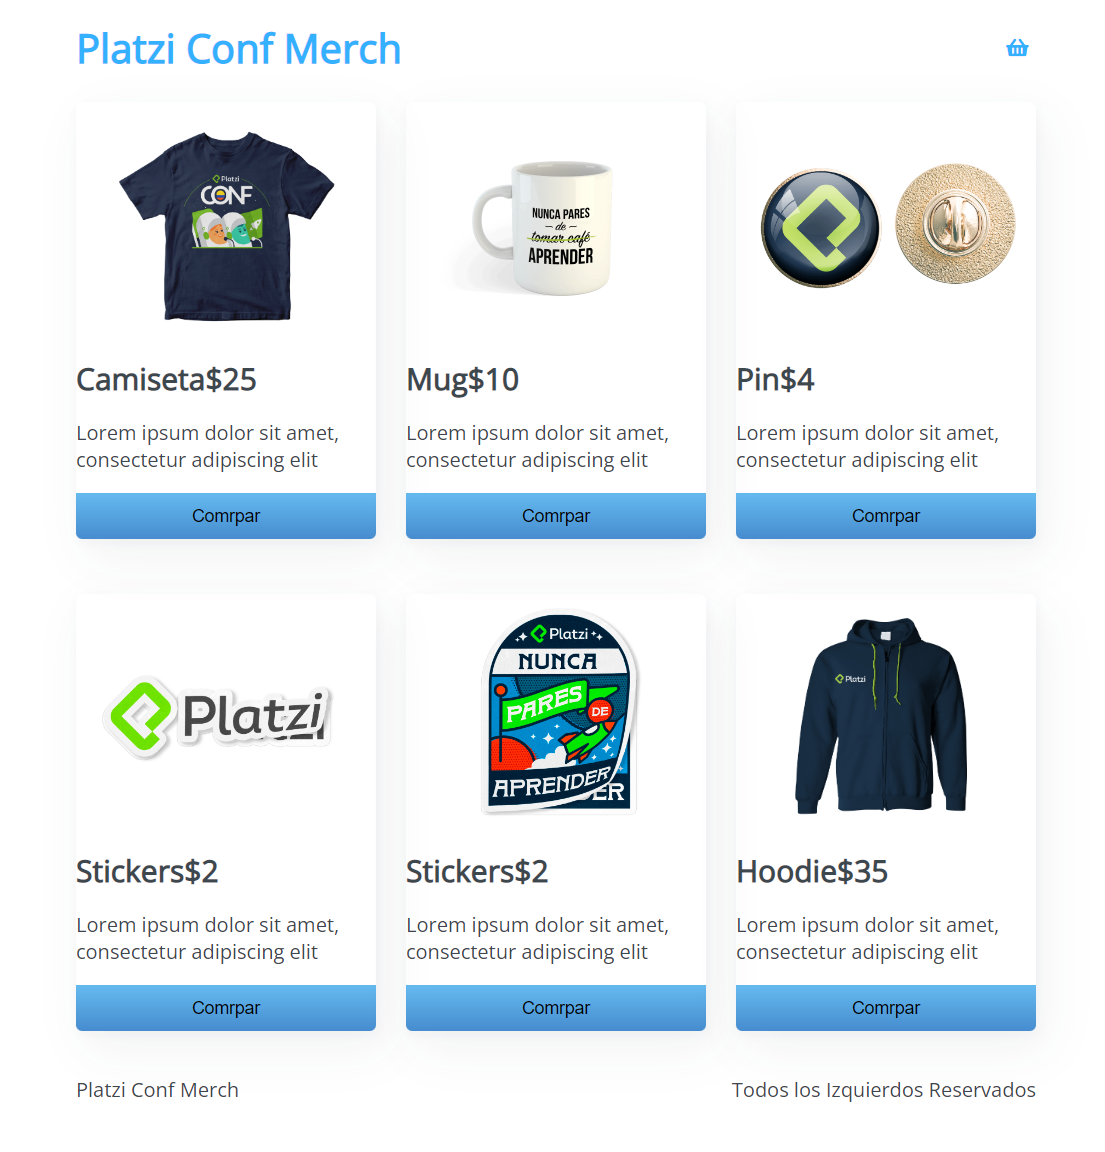 Platzi Conf Merch
Platzi
CONF
NUNCA PARES
de
tomar café
APRENDER
Camiseta$25
Mug$10
Pin$4
Lorem ipsum dolor sit amet,
consectetur adipiscing elit
Lorem ipsum dolor sit amet,
consectetur adipiscing elit
Lorem ipsum dolor sit amet,
consectetur adipiscing elit
Comrpar
Comrpar
Comrpar
Platzi
Platzi
NUNCA
PARES
DE
APRENDER
ER
Platzi
Stickers$2
Stickers$2
Hoodie$35
Lorem ipsum dolor sit amet,
consectetur adipiscing elit
Lorem ipsum dolor sit amet,
consectetur adipiscing elit
Lorem ipsum dolor sit amet,
consectetur adipiscing elit
Comrpar
Comrpar
Comrpar
Platzi Conf Merch
Todos los Izquierdos Reservados